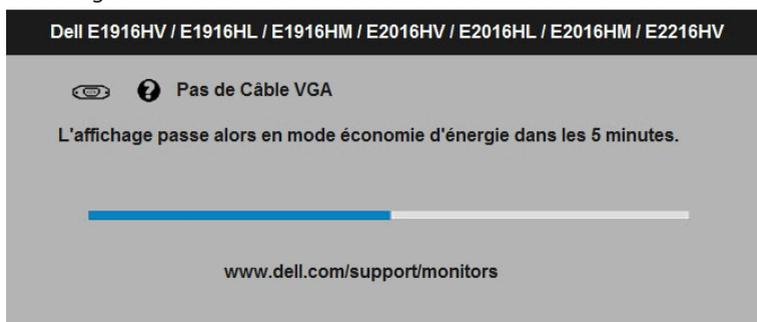 Dell E1916HV / E1916HL / E1916HM / E2016HV / E2016HL / E2016HM / E2216HV
Pas de Câble VGA
L'affichage passe alors en mode économie d'énergie dans les 5 minutes.
www.dell.com/support/monitors